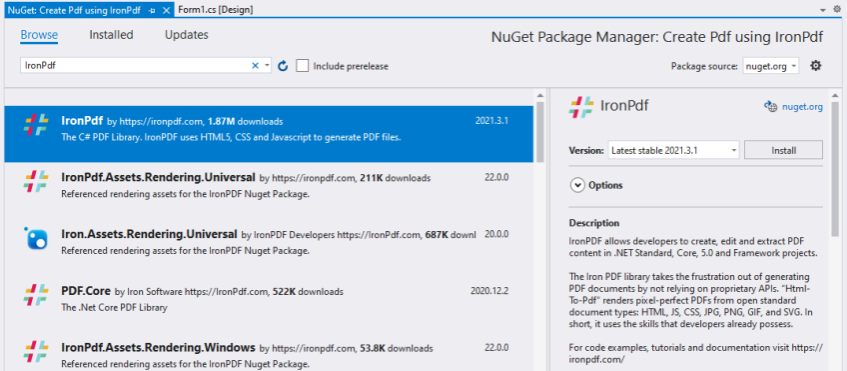 NuGet: Create Pdf using IronPdf
Form1.cs [Design]
Browse Installed Updates
NuGet Package Manager: Create Pdf using IronPdf
IronPdf
Include prerelease
Package source: nuget.org
IronPdf by https://ironpdf.com, 1.87M downloads
2021.3.1
The C# PDF Library. IronPDF uses HTML5, CSS and Javascript to generate PDF files.
IronPdf.Assets.Rendering.Universal by https://ironpdf.com, 211K downloads
22.0.0
Referenced rendering assets for the IronPDF Nuget Package.
Iron.Assets.Rendering.Universal by IronPDF Developers https://IronPdf.com, 687K downl
20.0.0
Referenced rendering assets for the IronPDF Nuget Package.
PDF.Core by Iron Software https://IronPdf.com, 522K downloads
2020.12.2
The .Net Core PDF Library
IronPdf.Assets.Rendering.Windows by https://ironpdf.com, 53.8K downloads
22.0.0
Referenced rendering assets for the IronPDF Nuget Package.
IronPdf
nuget.org
Version: Latest stable 2021.3.1
Install
Options
Description
IronPDF allows developers to create, edit and extract PDF
content in .NET Standard, Core, 5.0 and Framework projects.
The Iron PDF library takes the frustration out of generating
PDF documents by not relying on proprietary APIs. "Html-
To-Pdf" renders pixel-perfect PDFs from open standard
document types: HTML, JS, CSS, JPG, PNG, GIF, and SVG. In
short, it uses the skills that developers already possess.
For code examples, tutorials and documentation visit https://
ironpdf.com/